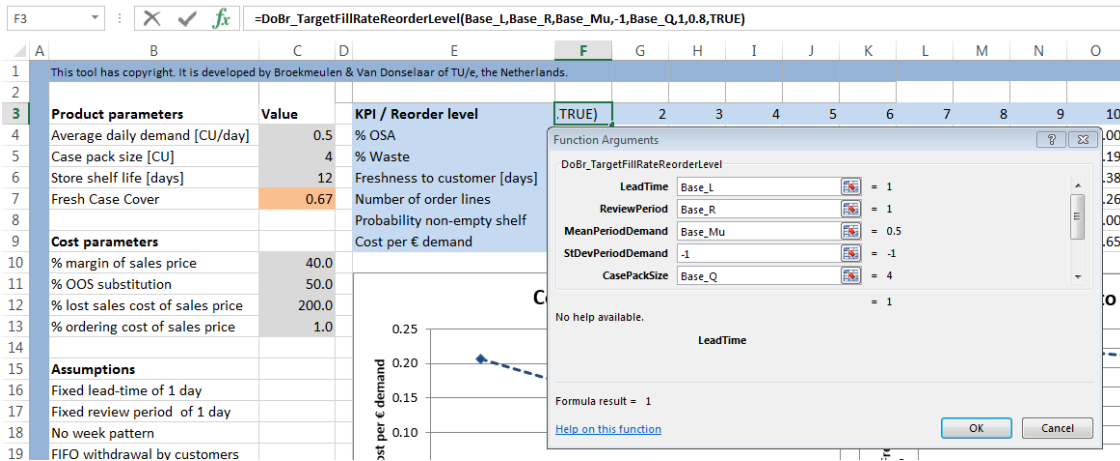 F3 =DoBr_TargetFillRateReorderLevel(Base_L,Base_R,Base_Mu,-1,Base_Q,1,0.8,TRUE)
A B C D E F G H I J K L M N O
1 This tool has copyright. It is developed by Broekmeulen & Van Donselaar of TU/e, the Netherlands.
2
3 Product parameters Value KPI / Reorder level .TRUE) 2 3 4 5 6 7 8 9 10
4 Average daily demand [CU/day] 0.5 % OSA
5 Case pack size [CU] 4 % Waste
6 Store shelf life [days] 12 Freshness to customer [days]
7 Fresh Case Cover 0.67 Number of order lines
8 Probability non-empty shelf
9 Cost parameters Cost per € demand
10 % margin of sales price 40.0
11 % OOS substitution 50.0
12 % lost sales cost of sales price 200.0
13 % ordering cost of sales price 1.0
14
15 Assumptions
16 Fixed lead-time of 1 day
17 Fixed review period = 1 day
18 No week pattern
19 FIFO withdrawal by customers
0.25
0.20
0.15
0.10
ost per € demand
Function Arguments
DoBr_TargetFillRateReorderLevel
LeadTime Base_L = 1
ReviewPeriod Base_R = 1
MeanPeriodDemand Base_Mu = 0.5
StDevPeriodDemand -1 = -1
CasePackSize Base_Q = 4
= 1
No help available.
LeadTime
Formula result = 1
Help on this function OK Cancel